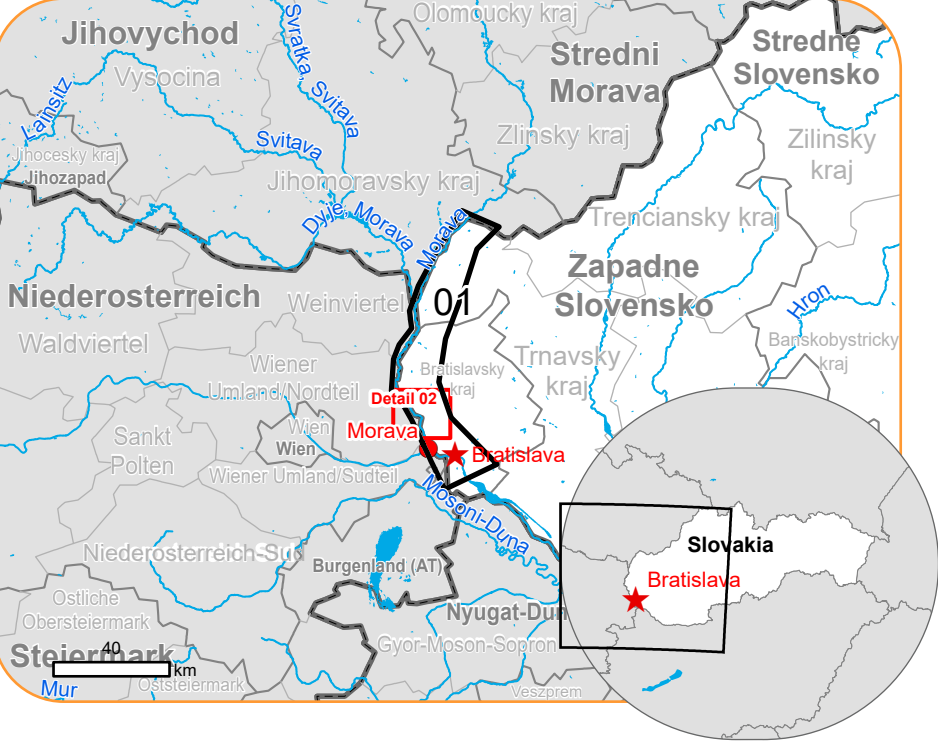 Olomoucky kraj
Jihovychod
Vysocina
Svratka, Svitava
Stredni
Morava
Stredne
Slovensko
Lainsitz
Svitava
Zlinsky kraj
Zilinsky
kraj
Jihocesky kraj
Jihozapad
Jihomoravsky kraj
Dyje, Morava
Morava
Trenciansky kraj
Zapadne
Slovensko
Niederosterreich
Weinviertel
01
Hron
Waldviertel
Wiener
Umland/Nordteil
Bratislavsky
kraj
Trnavsky
kraj
Banskobystricky
kraj
Detail 02
Morava
Bratislava
Sankt
Polten
Wien
Wien
Wiener Umland/Sudteil
Mosoni-Duna
Niederosterreich-Sud
Burgenland (AT)
Slovakia
Bratislava
Ostliche
Obersteiermark
Nyugat-Dun
Gyor-Moson-Sopron
Steiermark
40
km
Mur
Oststeiermark
Veszprem